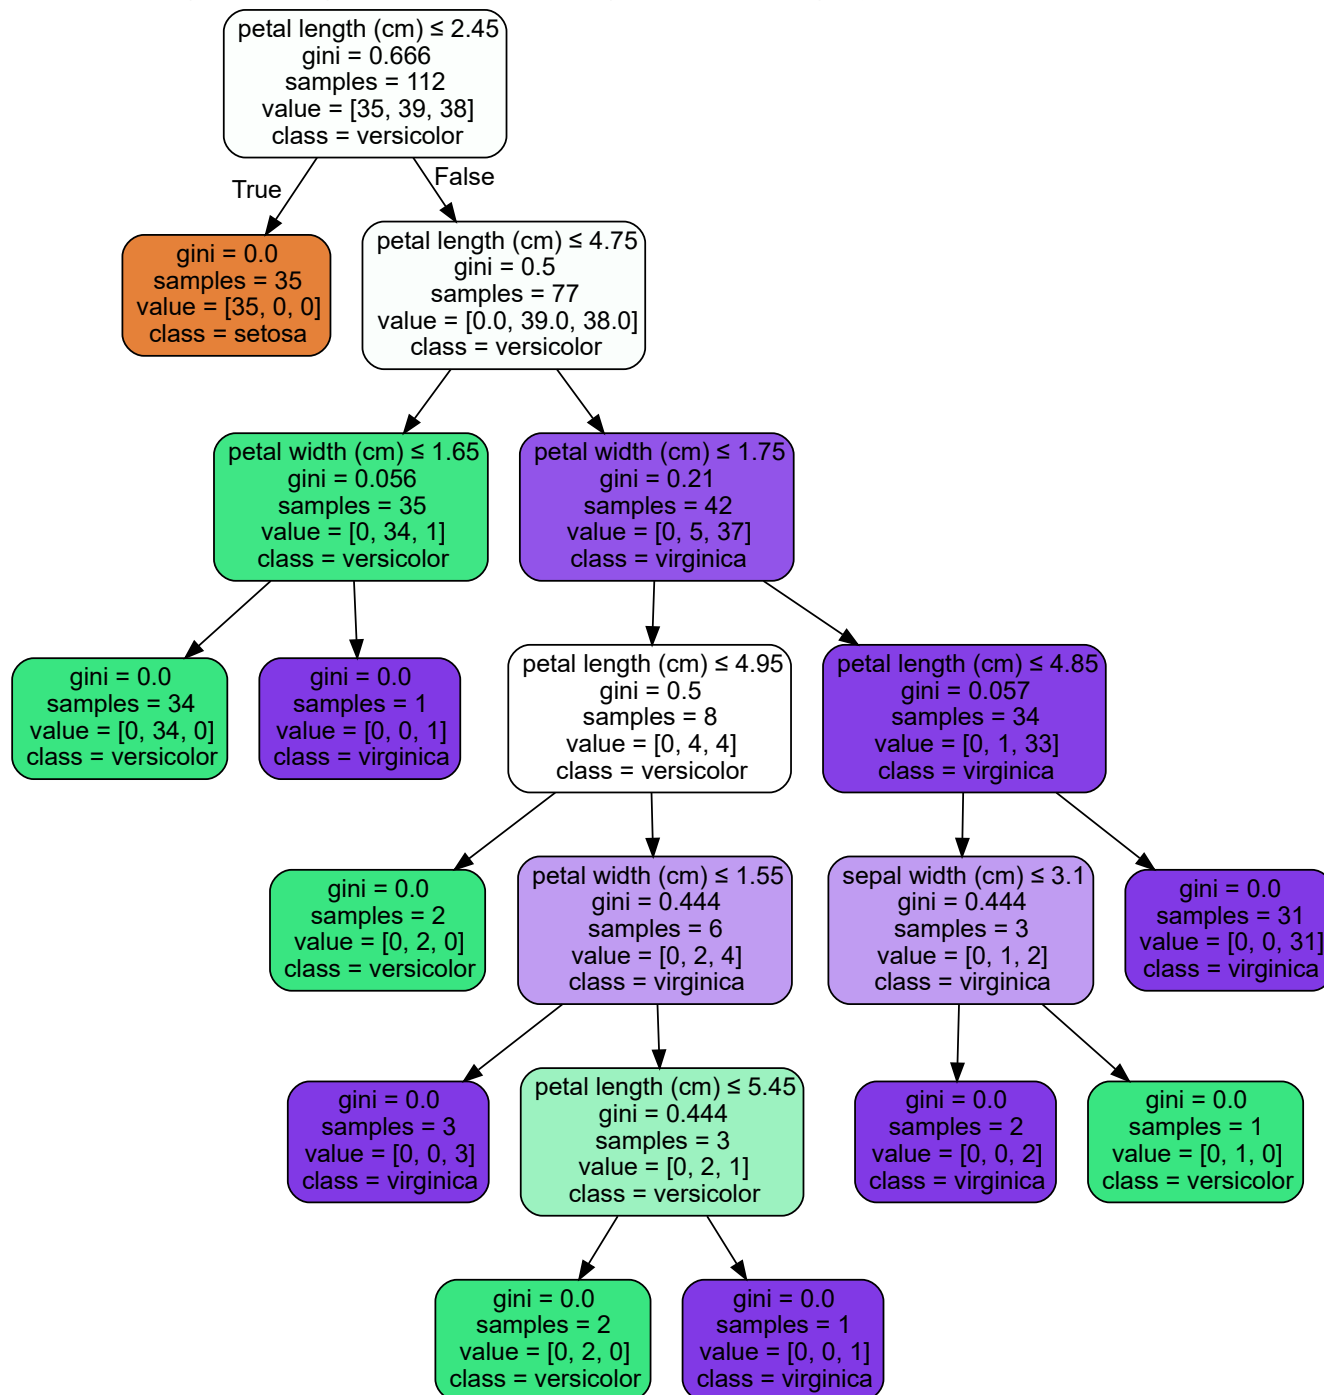 petal length (cm) ≤ 2.45
gini = 0.666
samples = 112
value = [35, 39, 38]
class = versicolor
True
False
gini = 0.0
samples = 35
value = [35, 0, 0]
class = setosa
petal length (cm) ≤ 4.75
gini = 0.5
samples = 77
value = [0.0, 39.0, 38.0]
class = versicolor
petal width (cm) ≤ 1.65
gini = 0.056
samples = 35
value = [0, 34, 1]
class = versicolor
petal width (cm) ≤ 1.75
gini = 0.21
samples = 42
value = [0, 5, 37]
class = virginica
gini = 0.0
samples = 34
value = [0, 34, 0]
class = versicolor
gini = 0.0
samples = 1
value = [0, 0, 1]
class = virginica
petal length (cm) ≤ 4.95
gini = 0.5
samples = 8
value = [0, 4, 4]
class = versicolor
petal length (cm) ≤ 4.85
gini = 0.057
samples = 34
value = [0, 1, 33]
class = virginica
gini = 0.0
samples = 2
value = [0, 2, 0]
class = versicolor
petal width (cm) ≤ 1.55
gini = 0.444
samples = 6
value = [0, 2, 4]
class = virginica
sepal width (cm) ≤ 3.1
gini = 0.444
samples = 3
value = [0, 1, 2]
class = virginica
gini = 0.0
samples = 31
value = [0, 0, 31]
class = virginica
gini = 0.0
samples = 3
value = [0, 0, 3]
class = virginica
petal length (cm) ≤ 5.45
gini = 0.444
samples = 3
value = [0, 2, 1]
class = versicolor
gini = 0.0
samples = 2
value = [0, 0, 2]
class = virginica
gini = 0.0
samples = 1
value = [0, 1, 0]
class = versicolor
gini = 0.0
samples = 2
value = [0, 2, 0]
class = versicolor
gini = 0.0
samples = 1
value = [0, 0, 1]
class = virginica